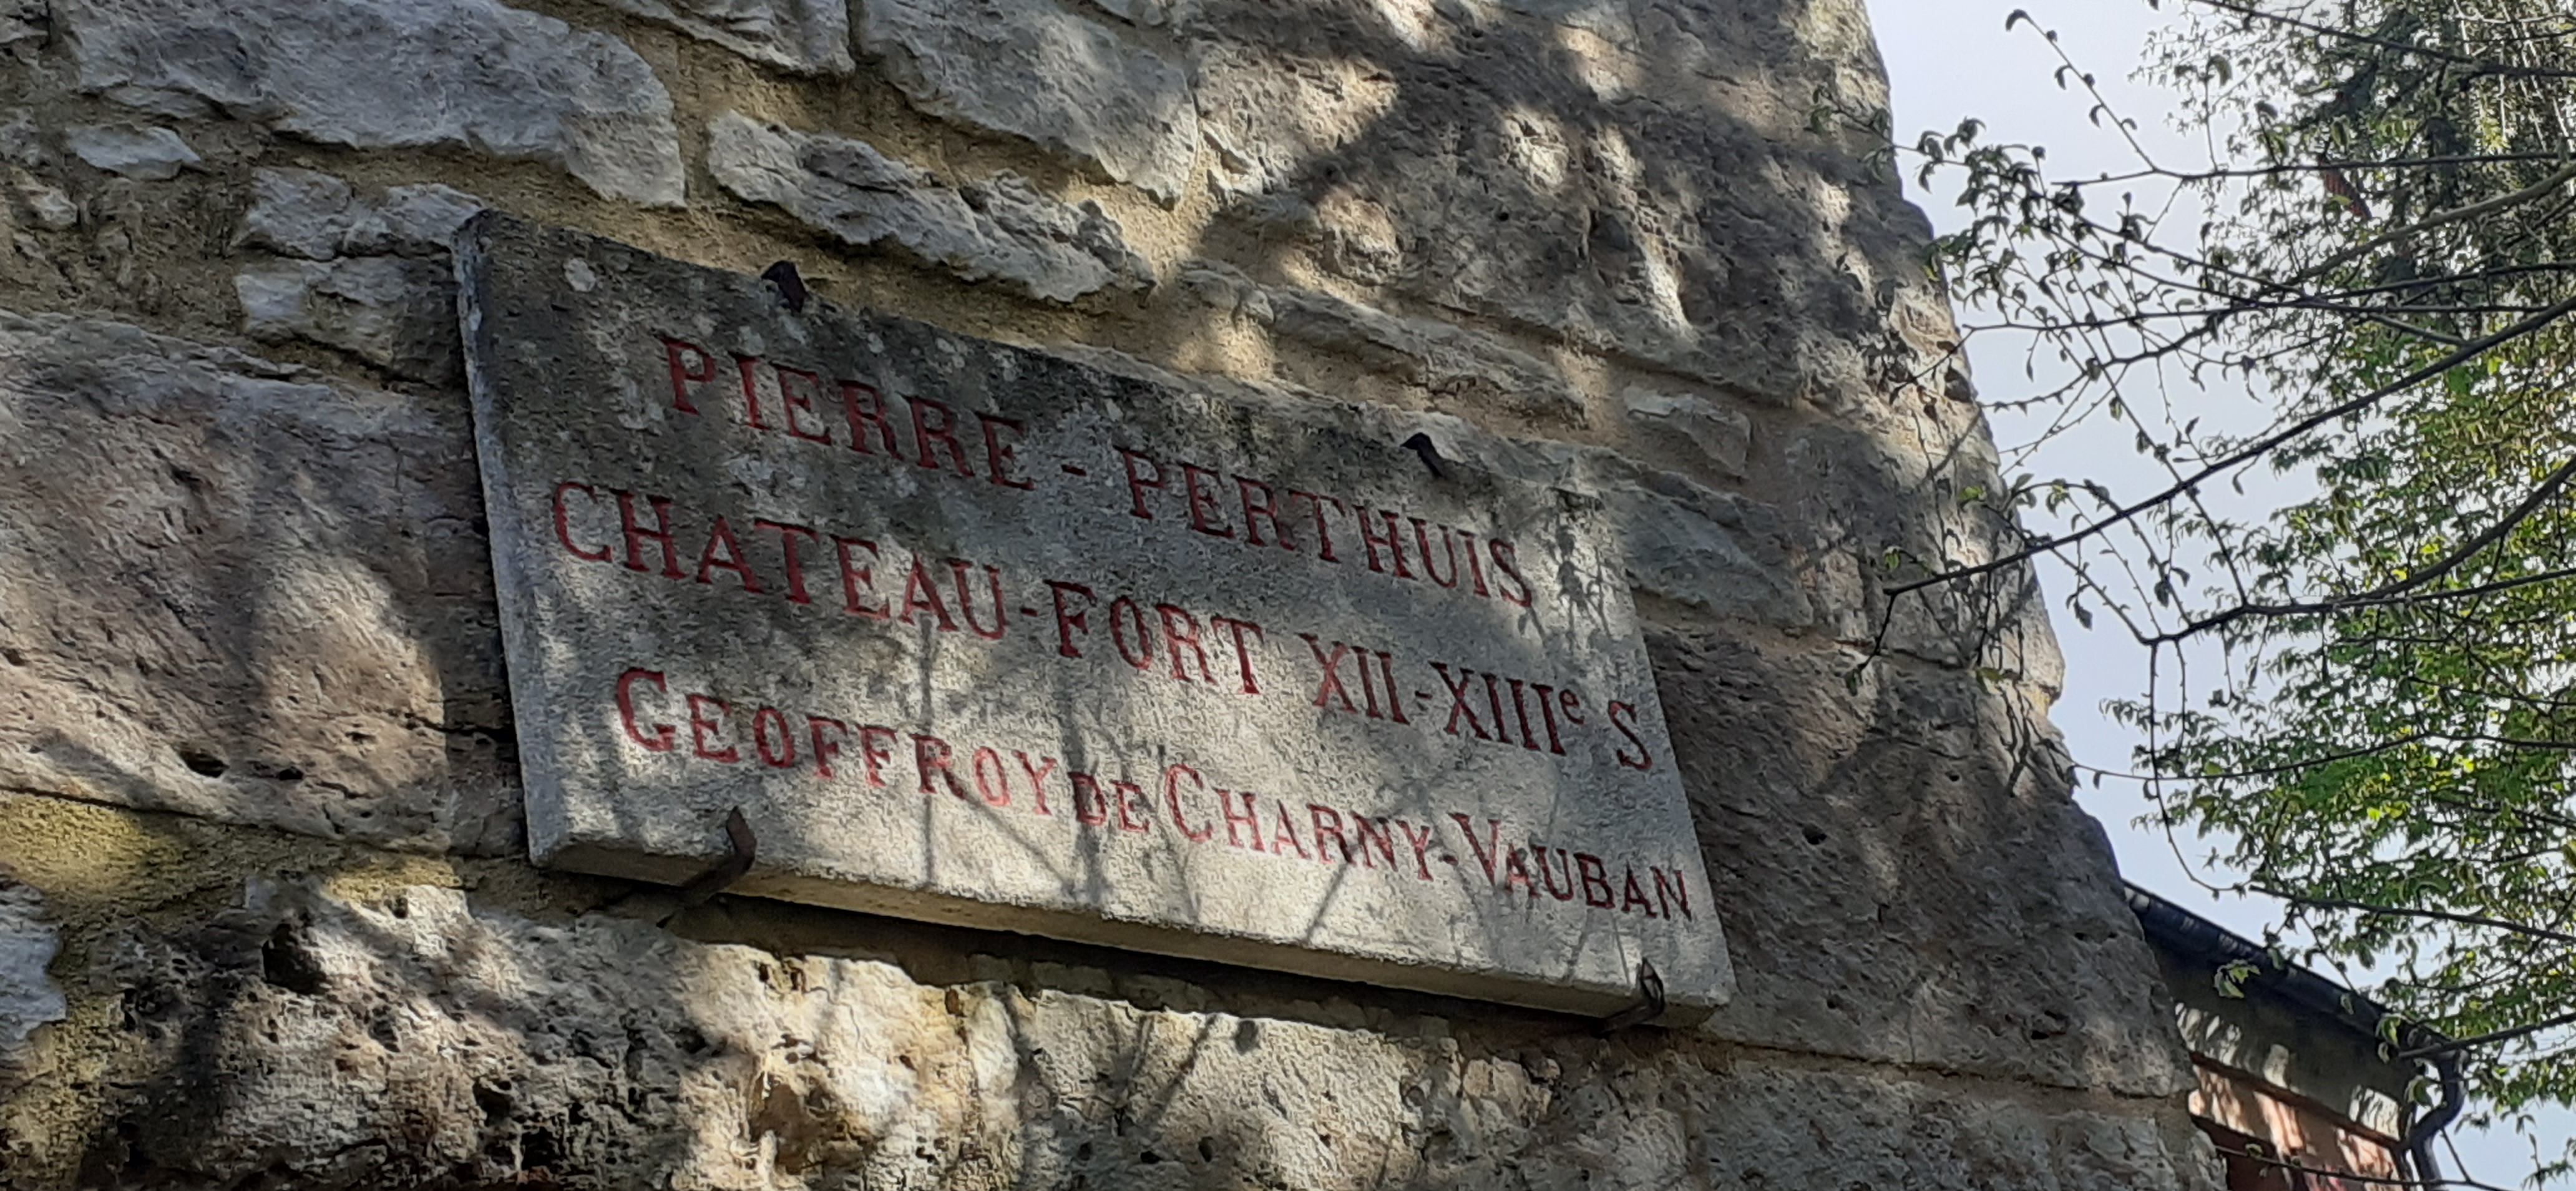 PIERRE - PERTHUIS
CHATEAU-FORT XII-XIIIe S
GEOFFROY DE CHARNY-VAUBAN